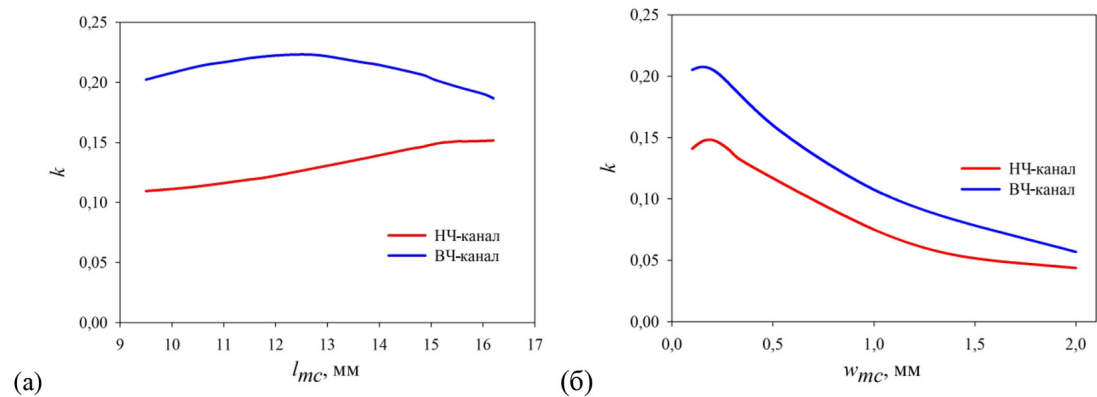 0,25
0,20
0,15
0,10
0,05
0,00
k
НЧ-канал
ВЧ-канал
9 10 11 12 13 14 15 16 17
l_mc, мм
(а)
0,25
0,20
0,15
0,10
0,05
0,00
k
НЧ-канал
ВЧ-канал
0,0 0,5 1,0 1,5 2,0
w_mc, мм
(б)